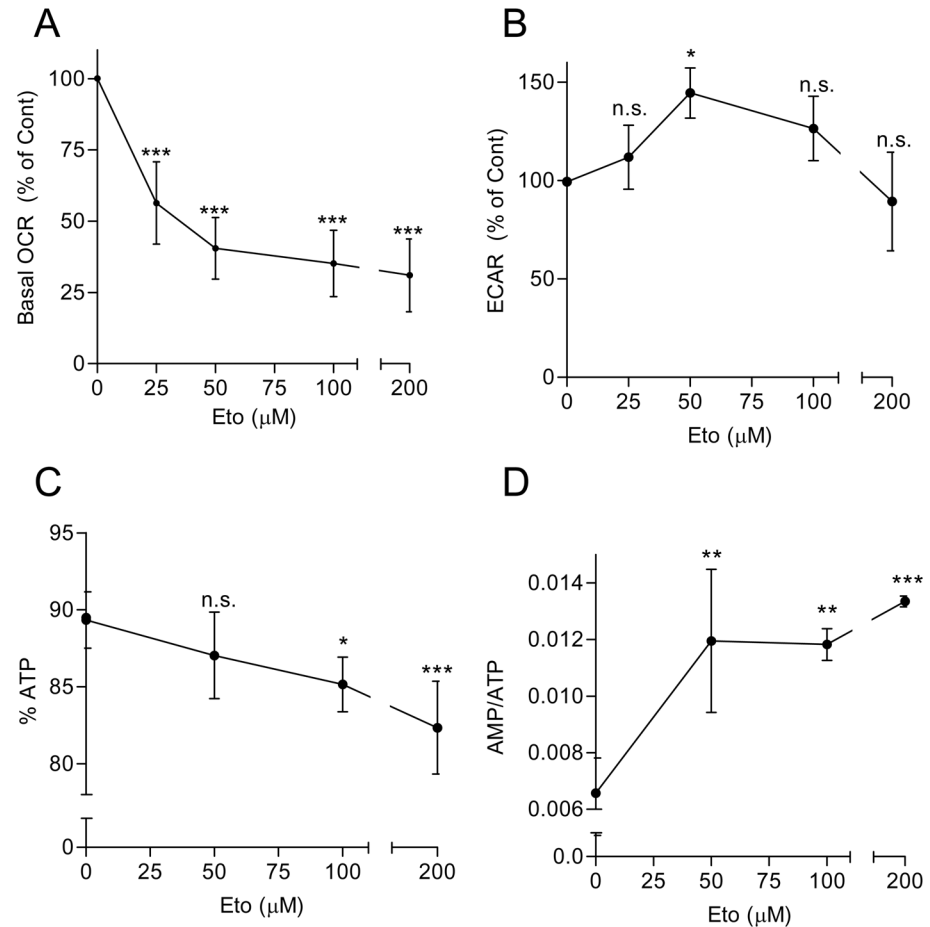 A
Basal OCR (% of Cont)
100
75
50
25
0
***
***
***
***
0 25 50 75 100 200
Eto (μM)
B
ECAR (% of Cont)
150
100
50
0
n.s.
*
n.s.
n.s.
0 25 50 75 100 200
Eto (μM)
C
% ATP
95
90
85
80
0
n.s.
*
***
0 25 50 75 100 200
Eto (μM)
D
AMP/ATP
0.014
0.012
0.010
0.008
0.006
0.0
**
**
***
0 25 50 75 100 200
Eto (μM)